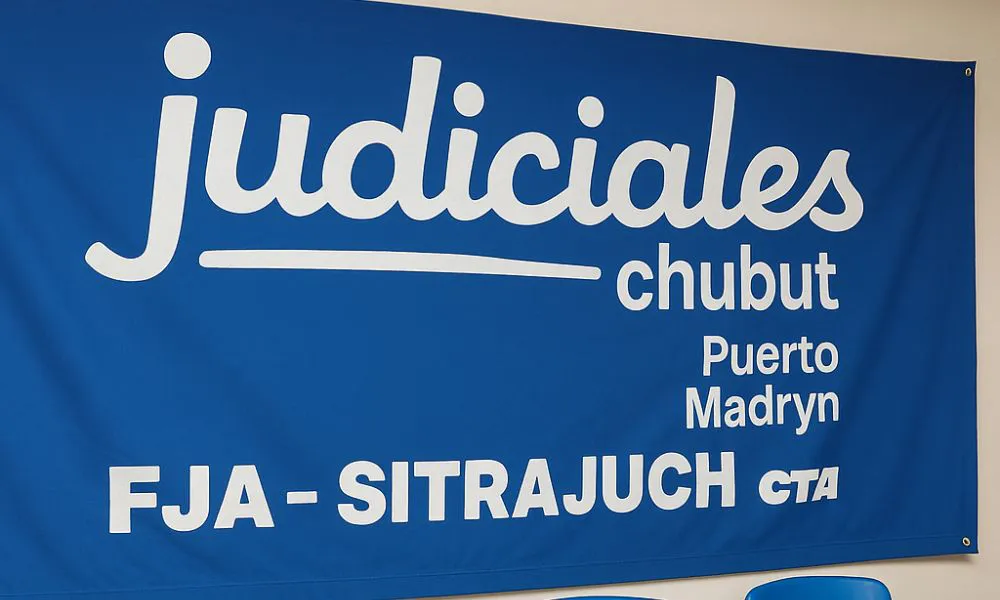 judiciales
chubut
Puerto
Madryn
FJA - SITRAJUCH CTA